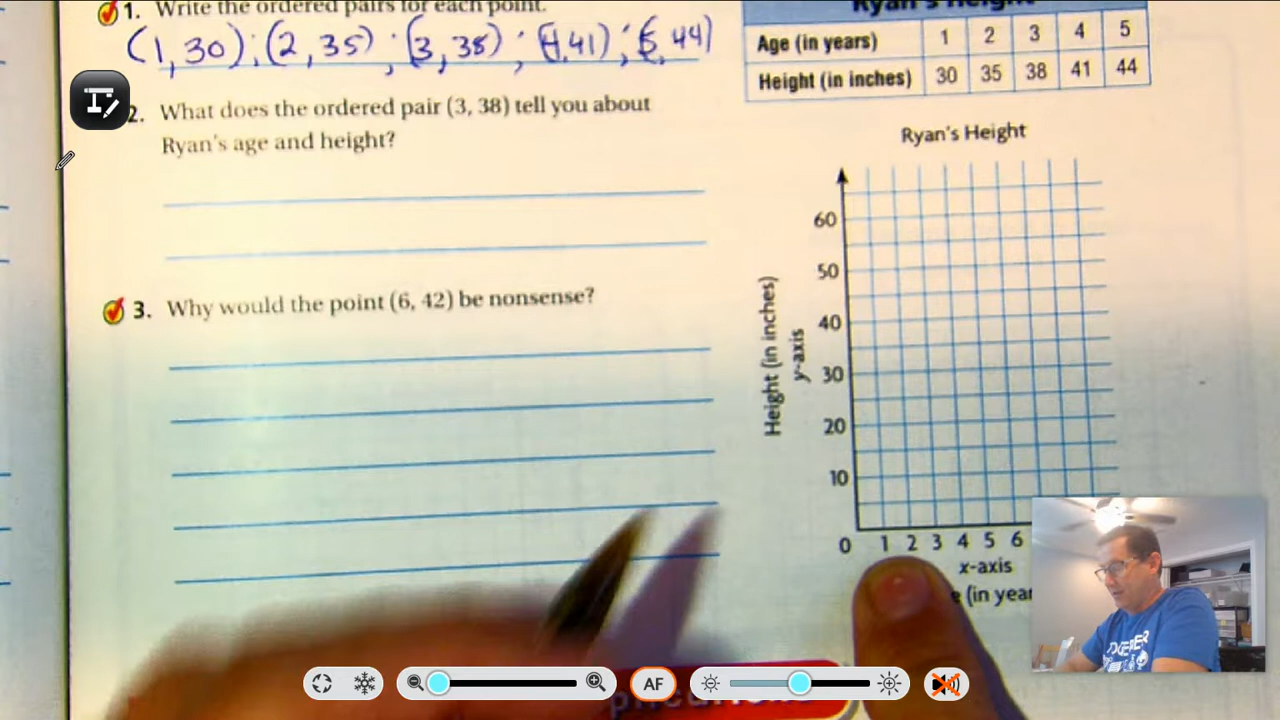 1. Write the ordered pairs for each point.
(1,30); (2,35); (3,38); (4,41); (5,44)
2. What does the ordered pair (3, 38) tell you about
Ryan's age and height?
3. Why would the point (6, 42) be nonsense?
Ryan's Height
Age (in years) 1 2 3 4 5
Height (in inches) 30 35 38 41 44
Ryan's Height
60
50
40
30
20
10
Height (in inches)
y-axis
0 1 2 3 4 5 6
x-axis
(in year
AF